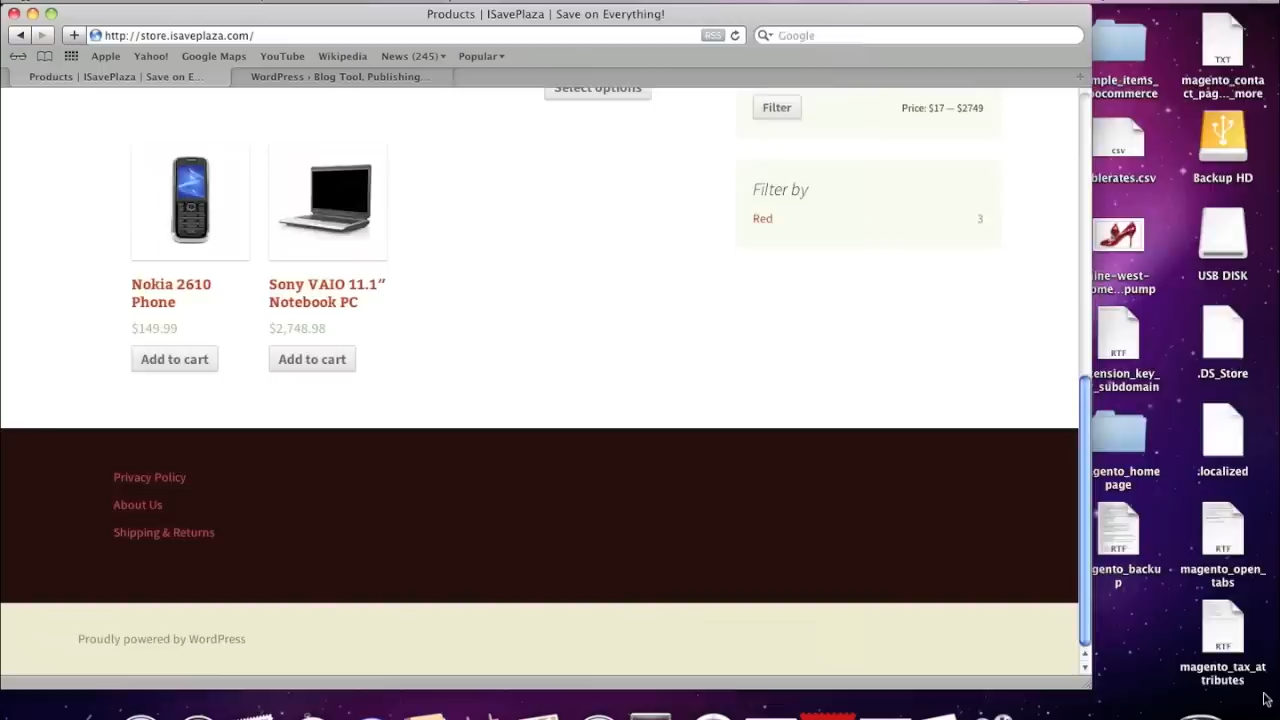 Products | ISavePlaza | Save on Everything!
http://store.isaveplaza.com/
RSS
Google
Apple
Yahoo!
Google Maps
YouTube
Wikipedia
News (245)
Popular
Products | ISavePlaza | Save on E...
WordPress › Blog Tool, Publishing...
Select options
Filter
Price: $17 — $2749
Filter by
Red
3
Nokia 2610
Phone
$149.99
Add to cart
Sony VAIO 11.1″
Notebook PC
$2,748.98
Add to cart
Privacy Policy
About Us
Shipping & Returns
Proudly powered by WordPress
mple_items_
ocommerce
TXT
magento_conta
ct_pag..._more
csv
blerates.csv
Backup HD
ine-west-
ome...pump
USB DISK
RTF
ension_key_
_subdomain
.DS_Store
gento_home
page
.localized
RTF
gento_backu
p
RTF
magento_open_
tabs
RTF
magento_tax_at
tributes